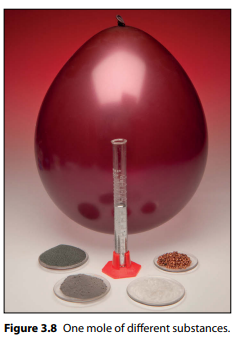 Figure 3.8 One mole of different substances.